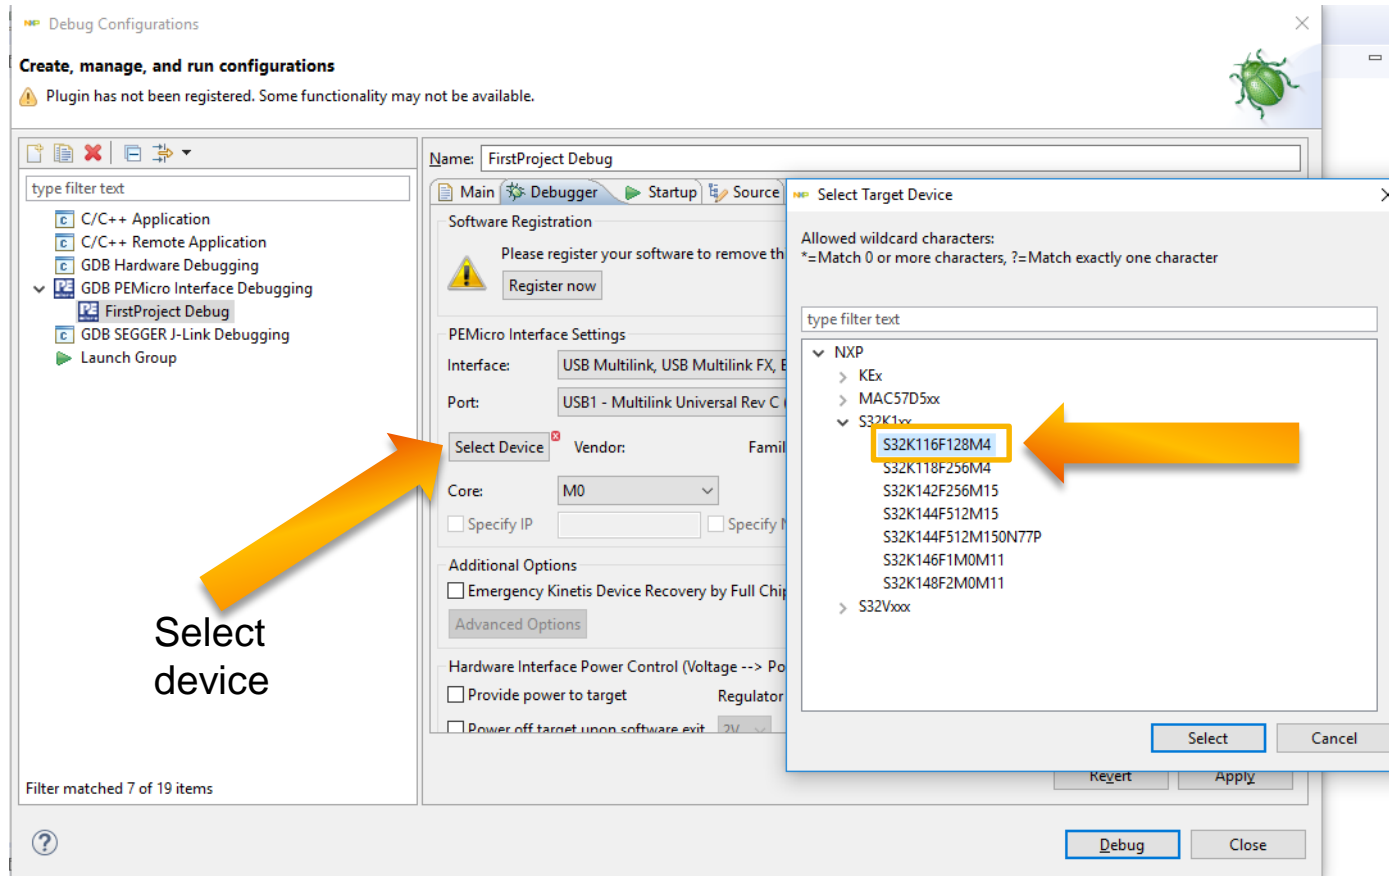 NXP Debug Configurations
Create, manage, and run configurations
Plugin has not been registered. Some functionality may not be available.
type filter text
C/C++ Application
C/C++ Remote Application
GDB Hardware Debugging
GDB PEMicro Interface Debugging
FirstProject Debug
GDB SEGGER J-Link Debugging
Launch Group
Select
device
Filter matched 7 of 19 items
Name: FirstProject Debug
Main Debugger Startup Source
Software Registration
Please register your software to remove th
Register now
PEMicro Interface Settings
Interface: USB Multilink, USB Multilink FX, E
Port: USB1 - Multilink Universal Rev C (
Select Device Vendor: Famil
Core: M0
Specify IP Specify N
Additional Options
Emergency Kinetis Device Recovery by Full Chip
Advanced Options
Hardware Interface Power Control (Voltage --> Po
Provide power to target Regulator
Power off target upon software exit 2V
NXP Select Target Device
Allowed wildcard characters:
*=Match 0 or more characters, ?=Match exactly one character
type filter text
NXP
KEx
MAC57D5xx
S32K1xx
S32K116F128M4
S32K118F256M4
S32K142F256M15
S32K144F512M15
S32K144F512M150N77P
S32K146F1M0M11
S32K148F2M0M11
S32Vxxx
Select Cancel
Revert Apply
Debug Close